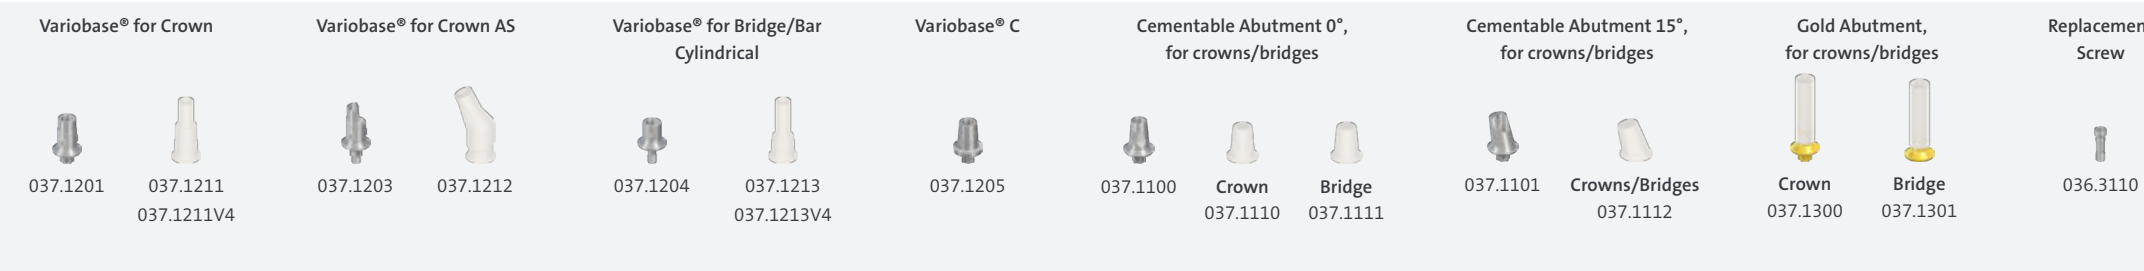 Variobase® for Crown
037.1201
037.1211
037.1211V4
Variobase® for Crown AS
037.1203
037.1212
Variobase® for Bridge/Bar
Cylindrical
037.1204
037.1213
037.1213V4
Variobase® C
037.1205
Cementable Abutment 0°,
for crowns/bridges
037.1100
Crown
037.1110
Bridge
037.1111
Cementable Abutment 15°,
for crowns/bridges
037.1101
Crowns/Bridges
037.1112
Gold Abutment,
for crowns/bridges
Crown
037.1300
Bridge
037.1301
Replacemen
Screw
036.3110